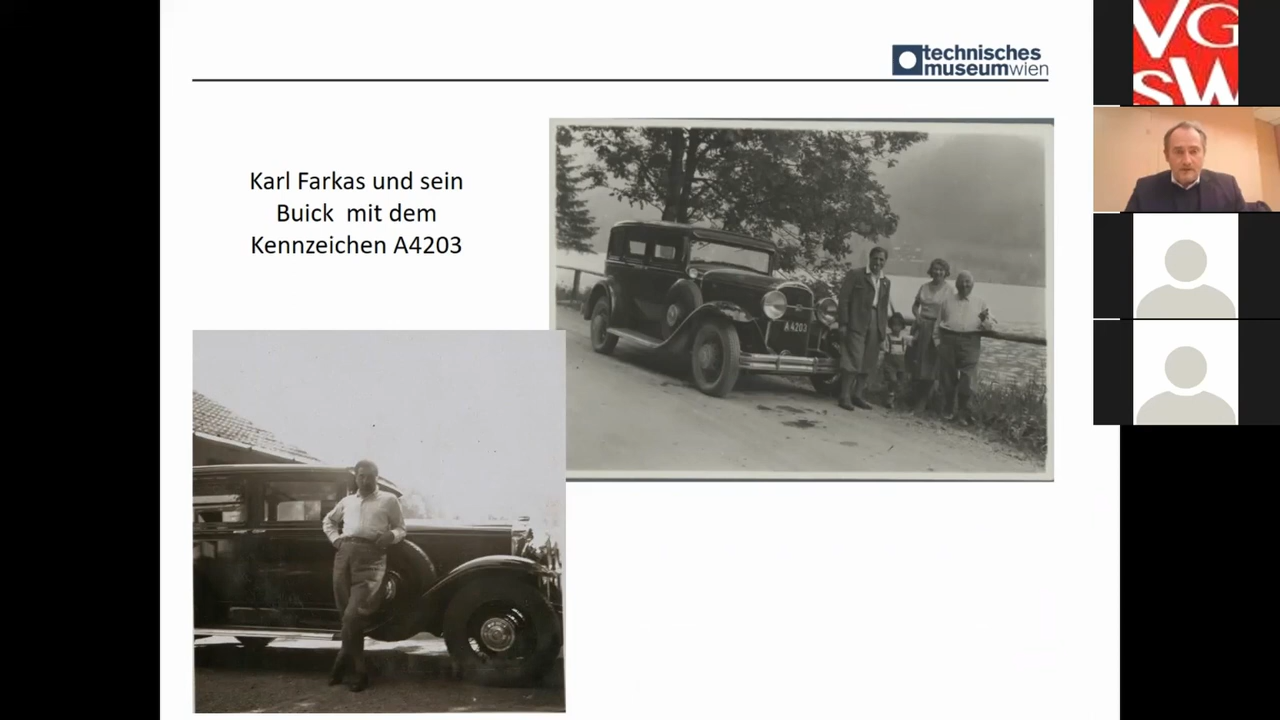 technisches
museumwien
Karl Farkas und sein
Buick mit dem
Kennzeichen A4203
A4203
VG
SW